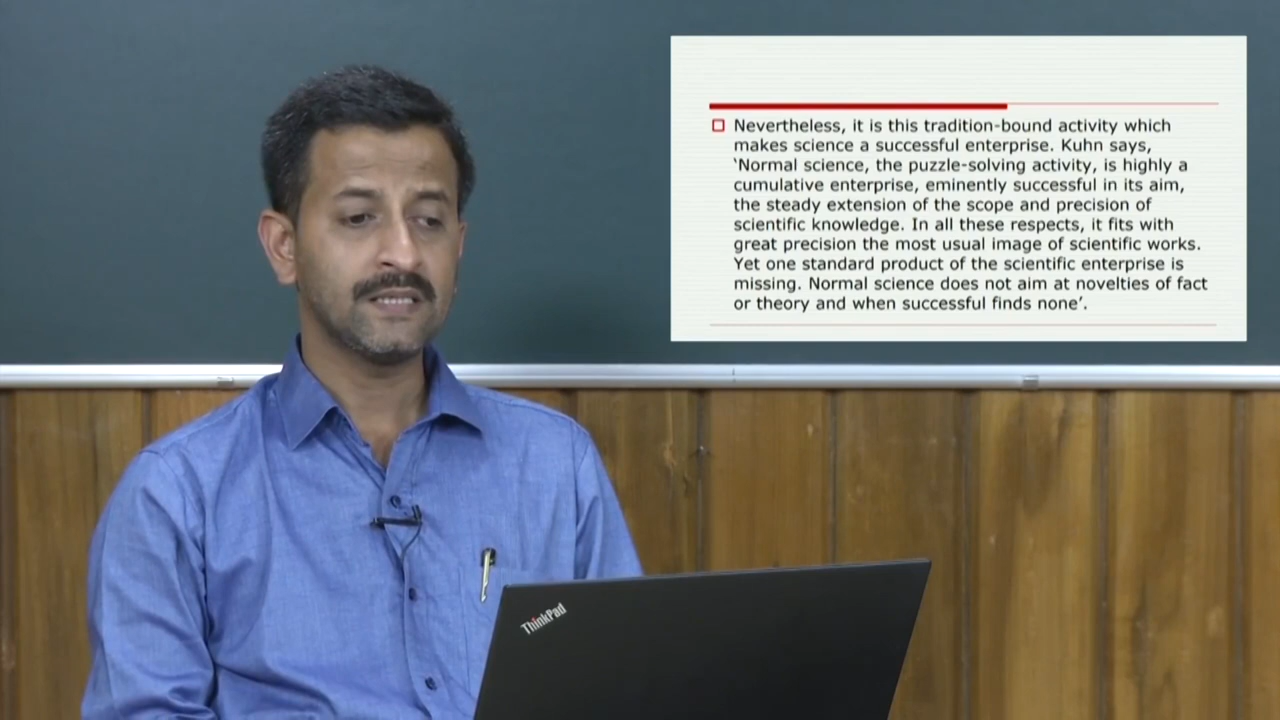 Nevertheless, it is this tradition-bound activity which
makes science a successful enterprise. Kuhn says,
‘Normal science, the puzzle-solving activity, is highly a
cumulative enterprise, eminently successful in its aim,
the steady extension of the scope and precision of
scientific knowledge. In all these respects, it fits with
great precision the most usual image of scientific works.
Yet one standard product of the scientific enterprise is
missing. Normal science does not aim at novelties of fact
or theory and when successful finds none’.
ThinkPad